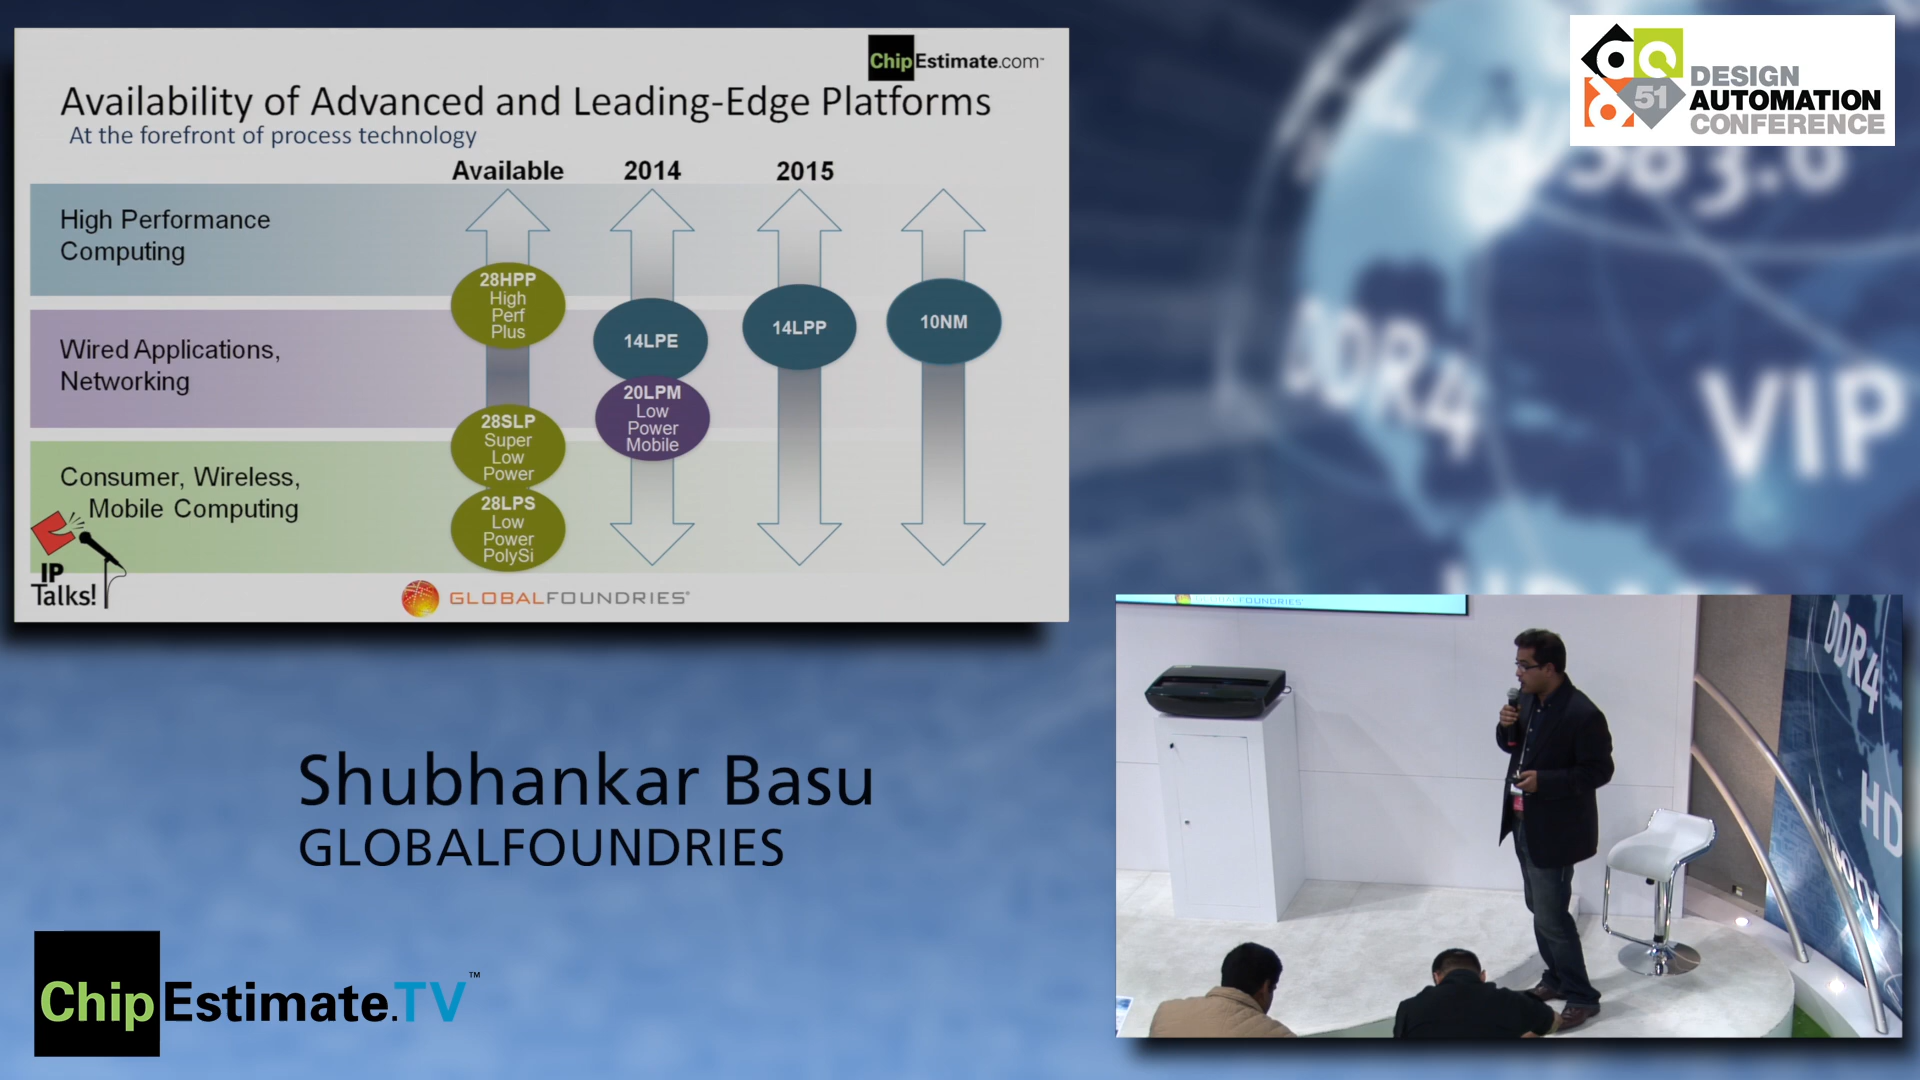 ChipEstimate.com™
Availability of Advanced and Leading-Edge Platforms
At the forefront of process technology
Available 2014 2015
High Performance
Computing
Wired Applications,
Networking
Consumer, Wireless,
Mobile Computing
28HPP
High
Perf
Plus
28SLP
Super
Low
Power
28LPS
Low
Power
PolySi
14LPE
20LPM
Low
Power
Mobile
14LPP
10NM
IP
Talks!
GLOBALFOUNDRIES®
51
DESIGN
AUTOMATION
CONFERENCE
DDR4
VIP
GLOBALFOUNDRIES
DDR4
HD
Shubhankar Basu
GLOBALFOUNDRIES
ChipEstimate.TV™